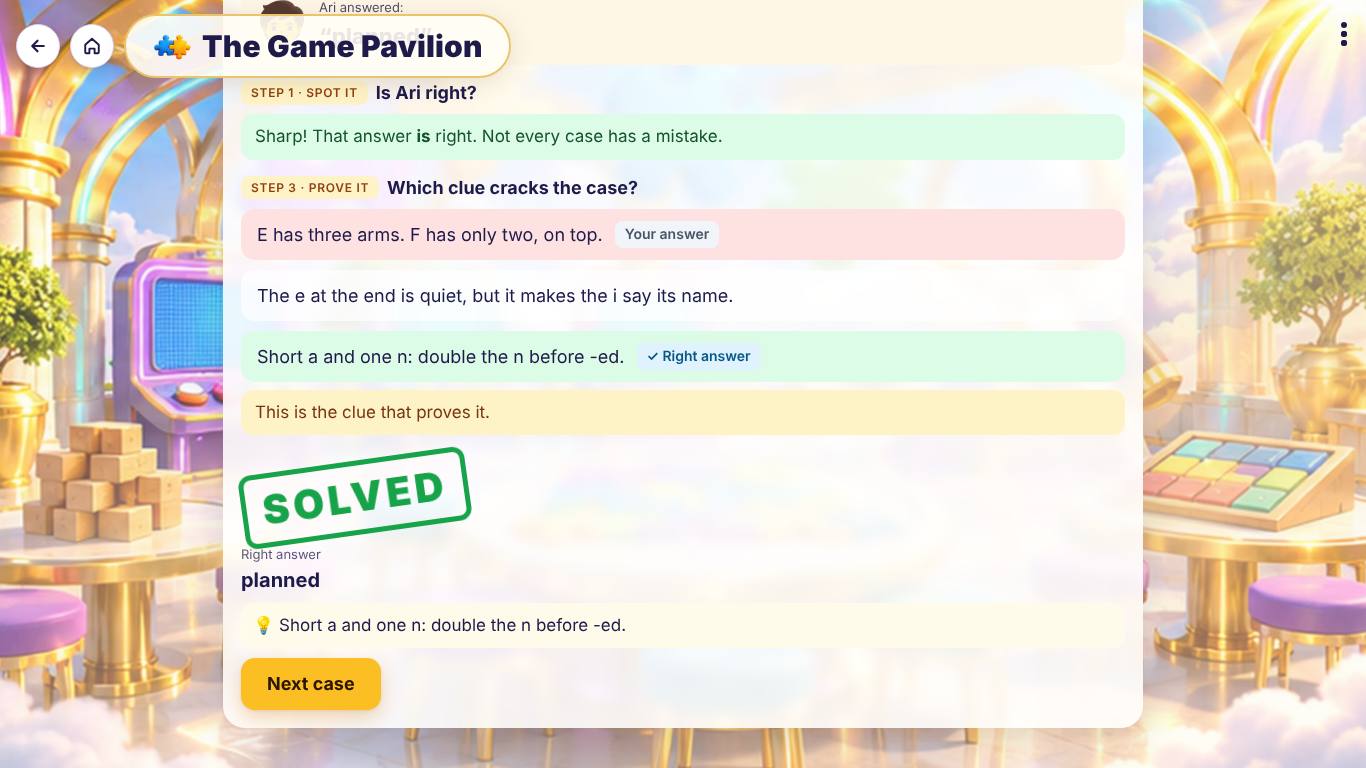 Ari answered:
"planned"
The Game Pavilion
STEP 1 · SPOT IT Is Ari right?
Sharp! That answer is right. Not every case has a mistake.
STEP 3 · PROVE IT Which clue cracks the case?
E has three arms. F has only two, on top. Your answer
The e at the end is quiet, but it makes the i say its name.
Short a and one n: double the n before -ed. ✓ Right answer
This is the clue that proves it.
SOLVED
Right answer
planned
💡 Short a and one n: double the n before -ed.
Next case